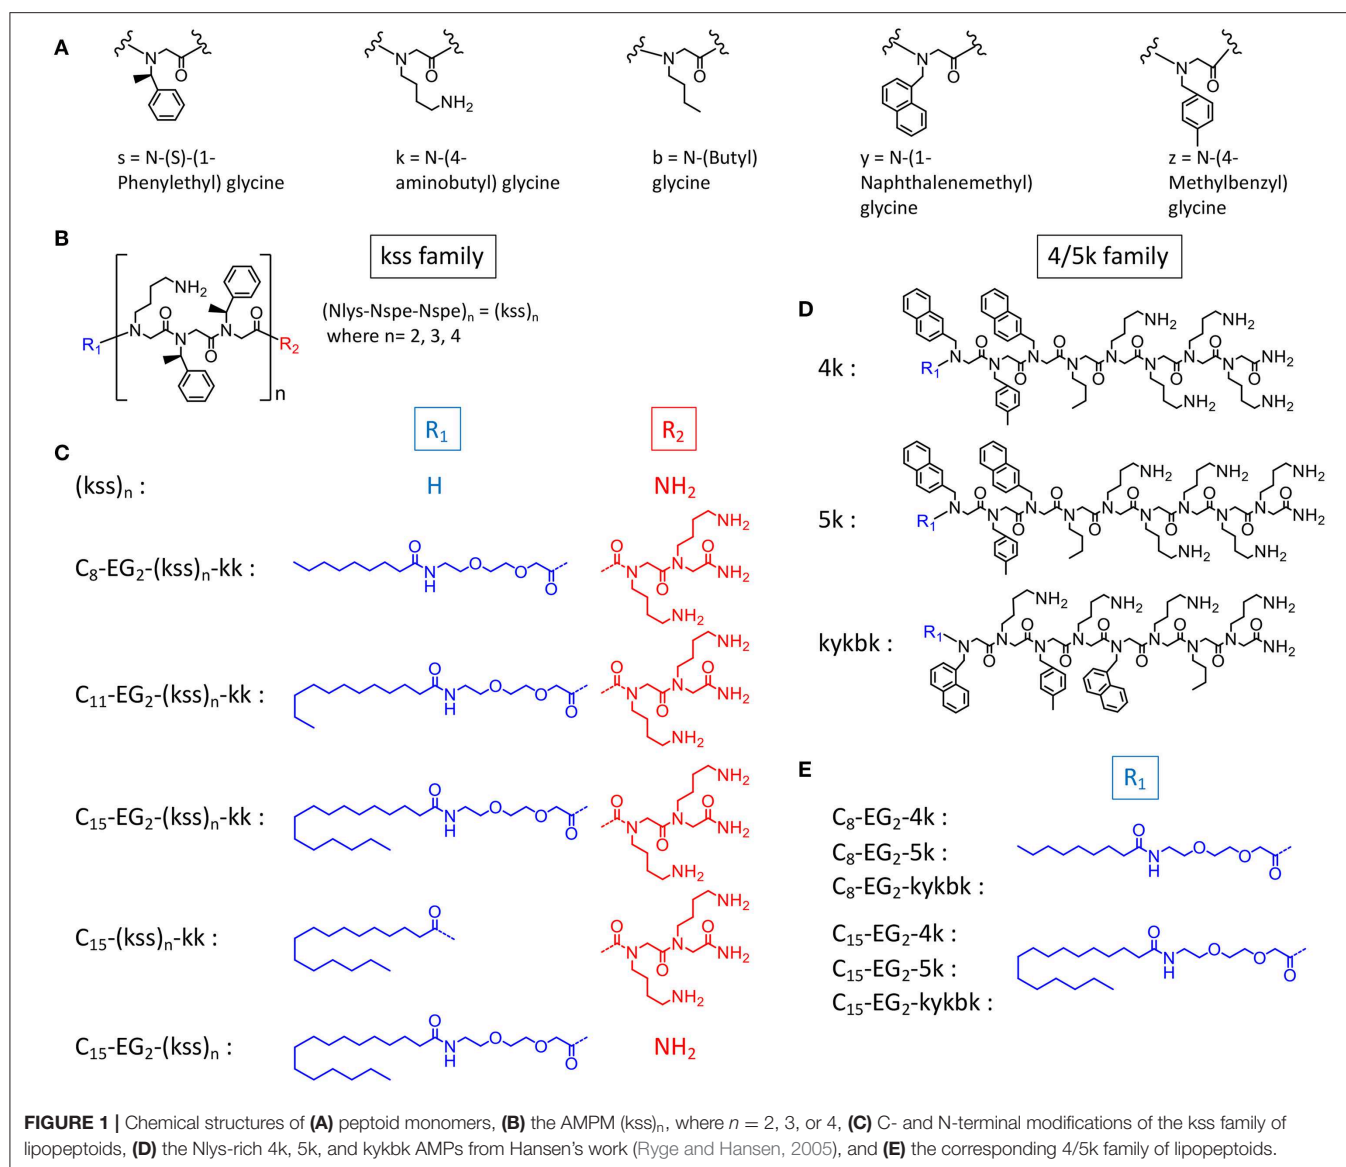 A
s = N-(S)-(1-
Phenylethyl) glycine
k = N-(4-
aminobutyl) glycine
b = N-(Butyl)
glycine
y = N-(1-
Naphthalenemethyl)
glycine
z = N-(4-
Methylbenzyl)
glycine
B
kss family
(Nlys-Nspe-Nspe)n = (kss)n
where n= 2, 3, 4
R1
R2
n
C
R1
R2
(kss)n :
H
NH2
C8-EG2-(kss)n-kk :
C11-EG2-(kss)n-kk :
C15-EG2-(kss)n-kk :
C15-(kss)n-kk :
C15-EG2-(kss)n :
NH2
4/5k family
D
4k :
R1
5k :
R1
kykbk :
R1
E
R1
C8-EG2-4k :
C8-EG2-5k :
C8-EG2-kykbk :
C15-EG2-4k :
C15-EG2-5k :
C15-EG2-kykbk :
FIGURE 1 | Chemical structures of (A) peptoid monomers, (B) the AMPM (kss)n, where n = 2, 3, or 4, (C) C- and N-terminal modifications of the kss family of
lipopeptoids, (D) the Nlys-rich 4k, 5k, and kykbk AMPs from Hansen's work (Ryge and Hansen, 2005), and (E) the corresponding 4/5k family of lipopeptoids.